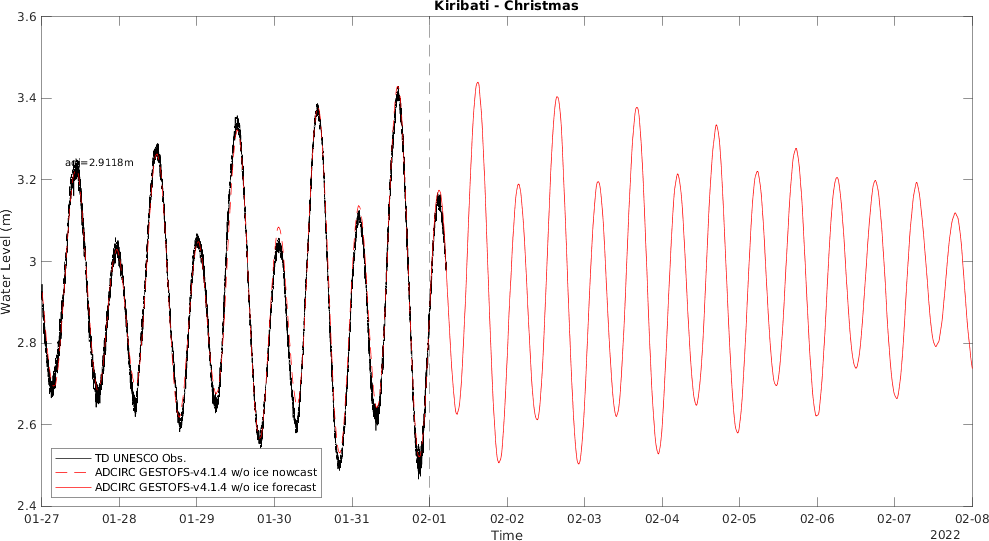 Kiribati - Christmas
3.6
3.4
3.2
3
2.8
2.6
2.4
Water Level (m)
adj=2.9118m
TD UNESCO Obs.
ADCIRC GESTOFS-v4.1.4 w/o ice nowcast
ADCIRC GESTOFS-v4.1.4 w/o ice forecast
01-27 01-28 01-29 01-30 01-31 02-01 02-02 02-03 02-04 02-05 02-06 02-07 02-08
Time
2022